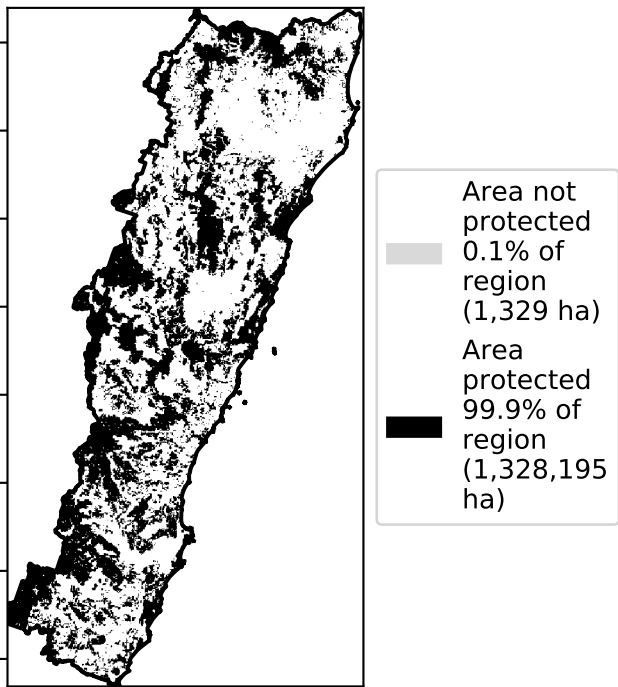 Area not
protected
0.1% of
region
(1,329 ha)
Area
protected
99.9% of
region
(1,328,195
ha)